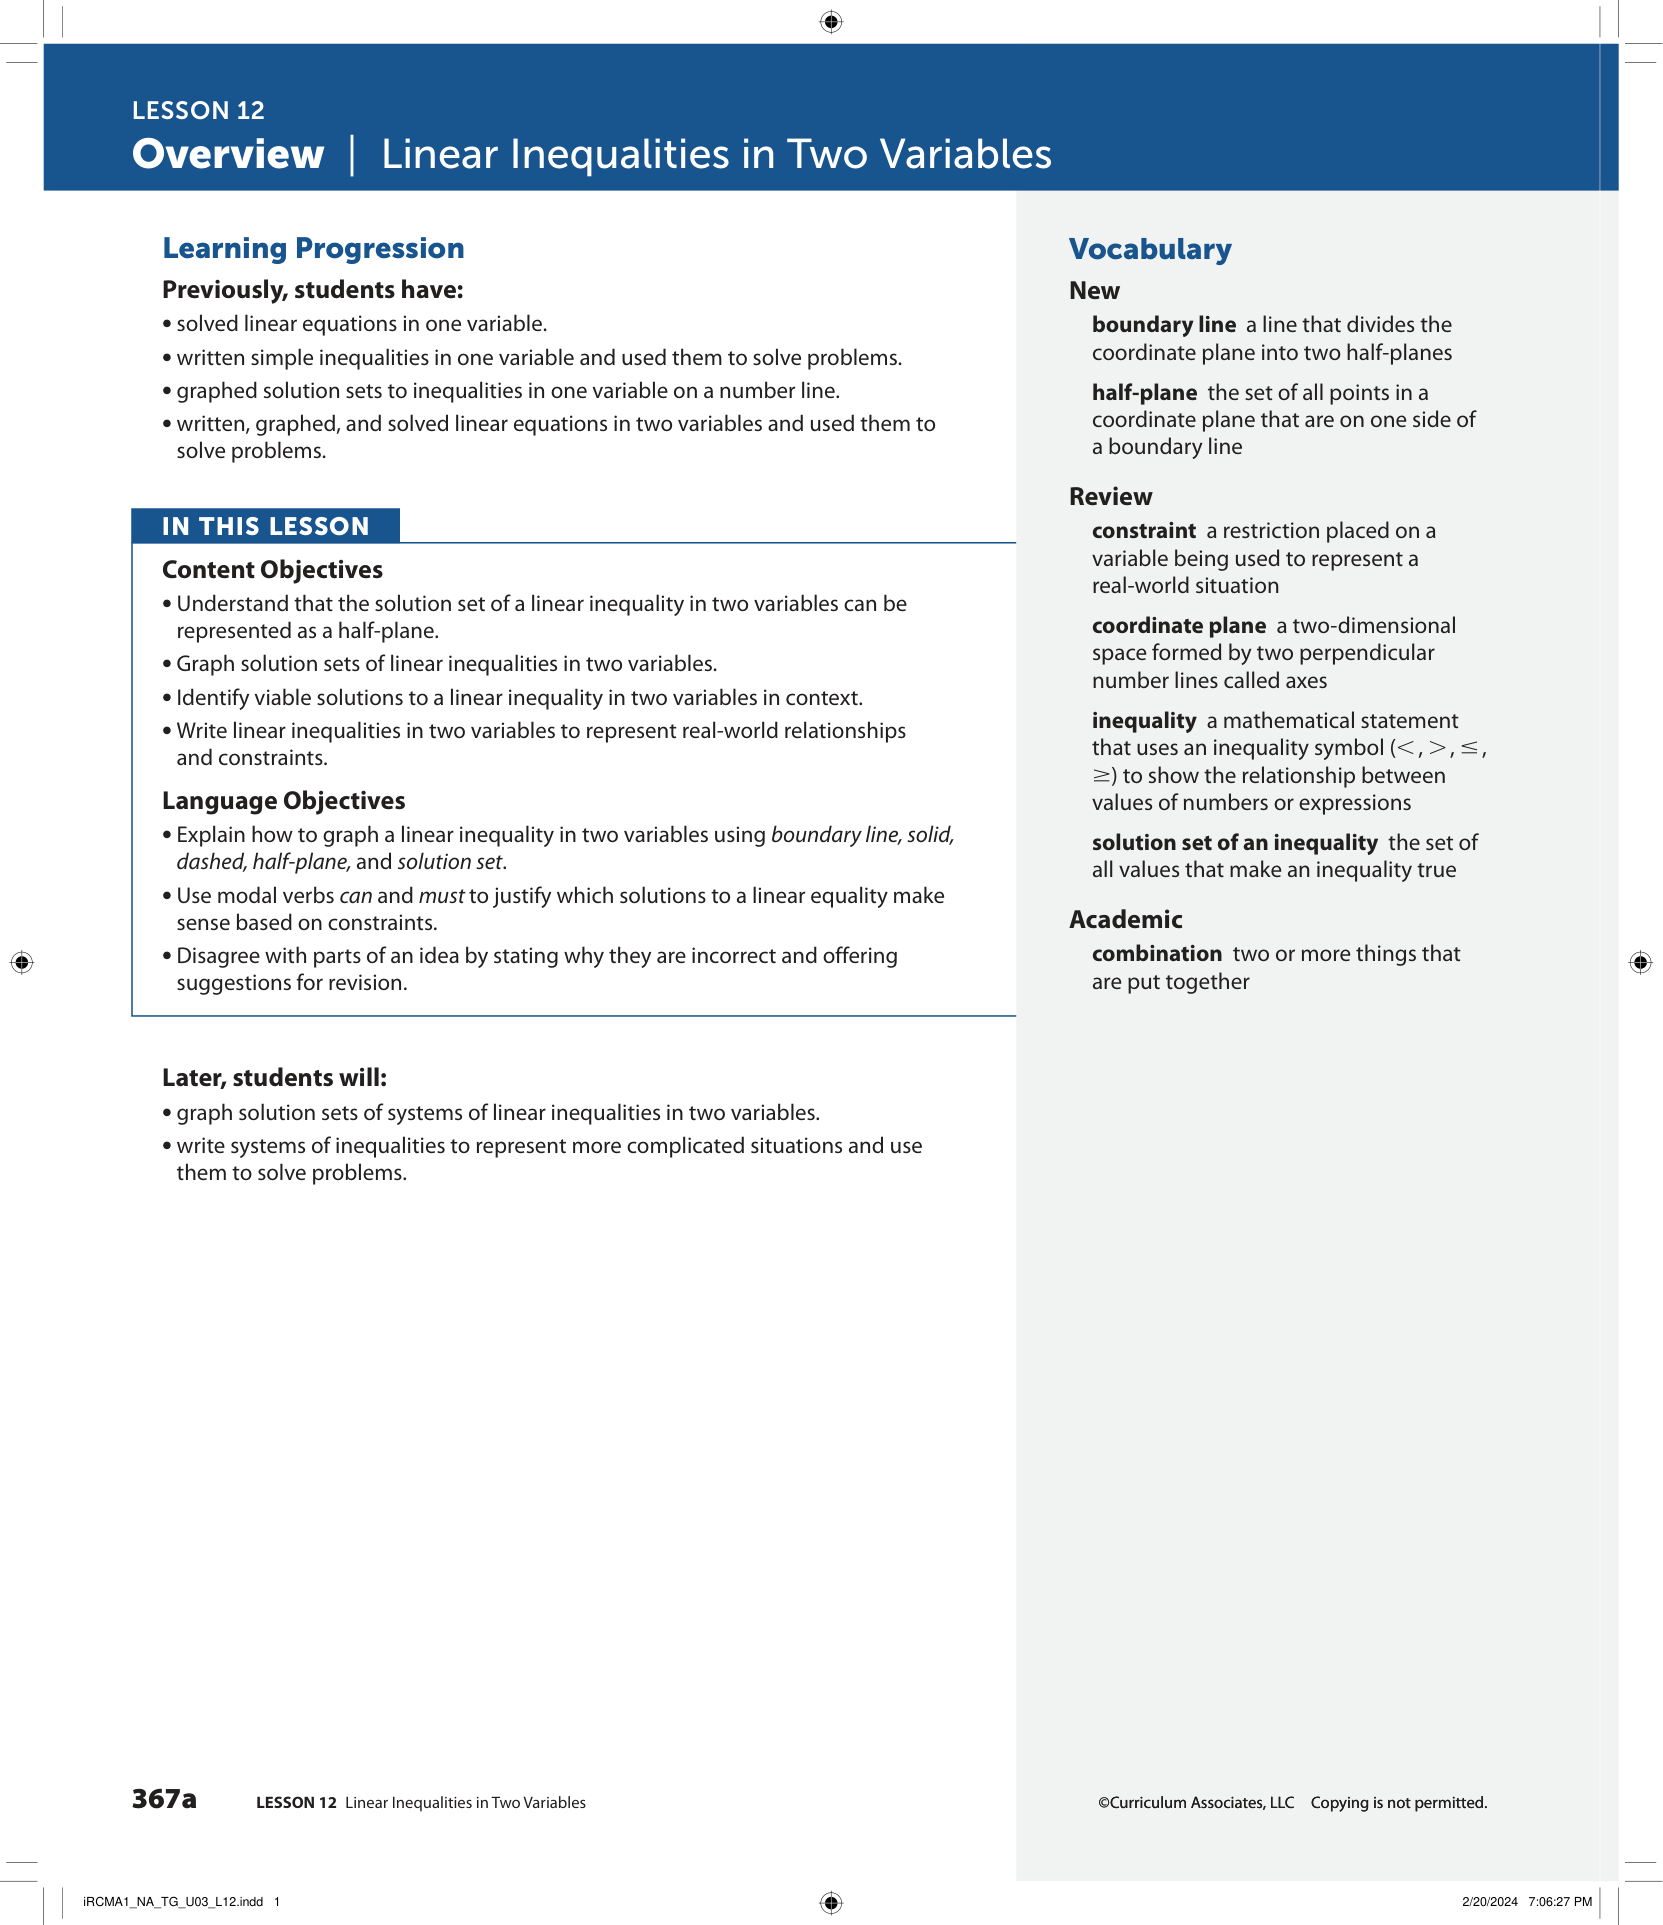 LESSON 12
Overview | Linear Inequalities in Two Variables
Learning Progression
Previously, students have:
• solved linear equations in one variable.
• written simple inequalities in one variable and used them to solve problems.
• graphed solution sets to inequalities in one variable on a number line.
• written, graphed, and solved linear equations in two variables and used them to
solve problems.
IN THIS LESSON
Content Objectives
• Understand that the solution set of a linear inequality in two variables can be
represented as a half-plane.
• Graph solution sets of linear inequalities in two variables.
• Identify viable solutions to a linear inequality in two variables in context.
• Write linear inequalities in two variables to represent real-world relationships
and constraints.
Language Objectives
• Explain how to graph a linear inequality in two variables using boundary line, solid,
dashed, half-plane, and solution set.
• Use modal verbs can and must to justify which solutions to a linear equality make
sense based on constraints.
• Disagree with parts of an idea by stating why they are incorrect and offering
suggestions for revision.
Later, students will:
• graph solution sets of systems of linear inequalities in two variables.
• write systems of inequalities to represent more complicated situations and use
them to solve problems.
Vocabulary
New
boundary line a line that divides the
coordinate plane into two half-planes
half-plane the set of all points in a
coordinate plane that are on one side of
a boundary line
Review
constraint a restriction placed on a
variable being used to represent a
real-world situation
coordinate plane a two-dimensional
space formed by two perpendicular
number lines called axes
inequality a mathematical statement
that uses an inequality symbol (<, >, ≤,
≥) to show the relationship between
values of numbers or expressions
solution set of an inequality the set of
all values that make an inequality true
Academic
combination two or more things that
are put together
367a LESSON 12 Linear Inequalities in Two Variables
©Curriculum Associates, LLC Copying is not permitted.
iRCMA1_NA_TG_U03_L12.indd 1
2/20/2024 7:06:27 PM